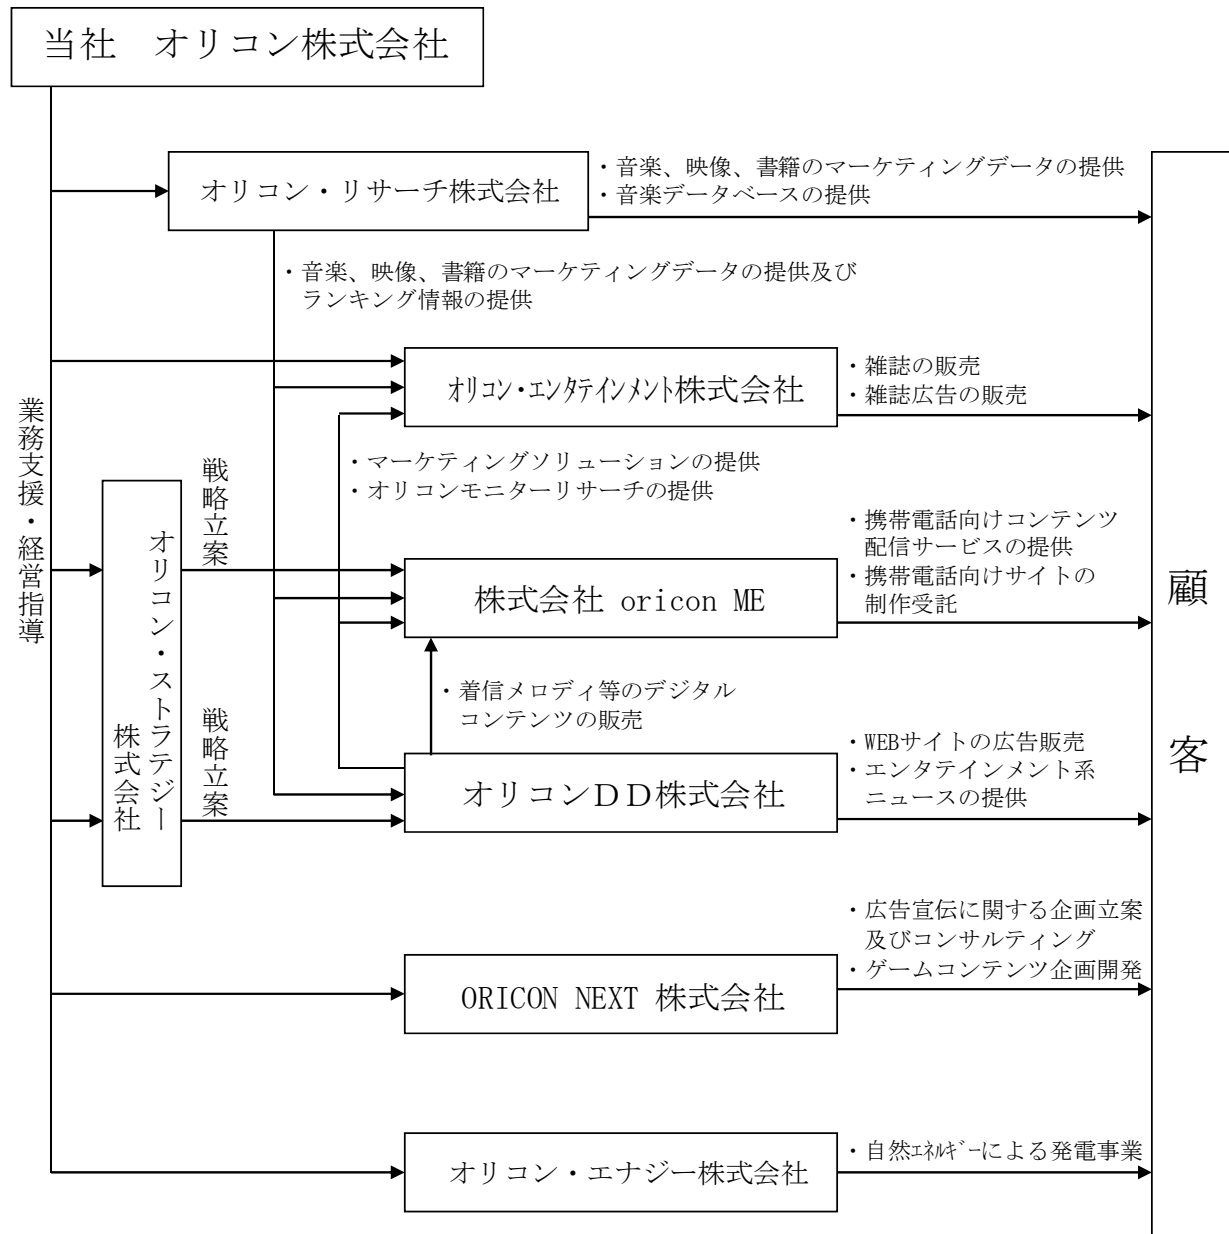 当社　オリコン株式会社
オリコン・リサーチ株式会社
・音楽、映像、書籍のマーケティングデータの提供
・音楽データベースの提供
・音楽、映像、書籍のマーケティングデータの提供及び
ランキング情報の提供
オリコン・エンタテインメント株式会社
・雑誌の販売
・雑誌広告の販売
業務支援・経営指導
オリコン・ストラテジー
株式会社
戦略立案
・マーケティングソリューションの提供
・オリコンモニターリサーチの提供
株式会社 oricon ME
・携帯電話向けコンテンツ
配信サービスの提供
・携帯電話向けサイトの
制作受託
顧客
・着信メロディ等のデジタル
コンテンツの販売
戦略立案
オリコンＤＤ株式会社
・WEBサイトの広告販売
・エンタテインメント系
ニュースの提供
ORICON NEXT 株式会社
・広告宣伝に関する企画立案
及びコンサルティング
・ゲームコンテンツ企画開発
オリコン・エナジー株式会社
・自然ｴﾈﾙｷﾞｰによる発電事業